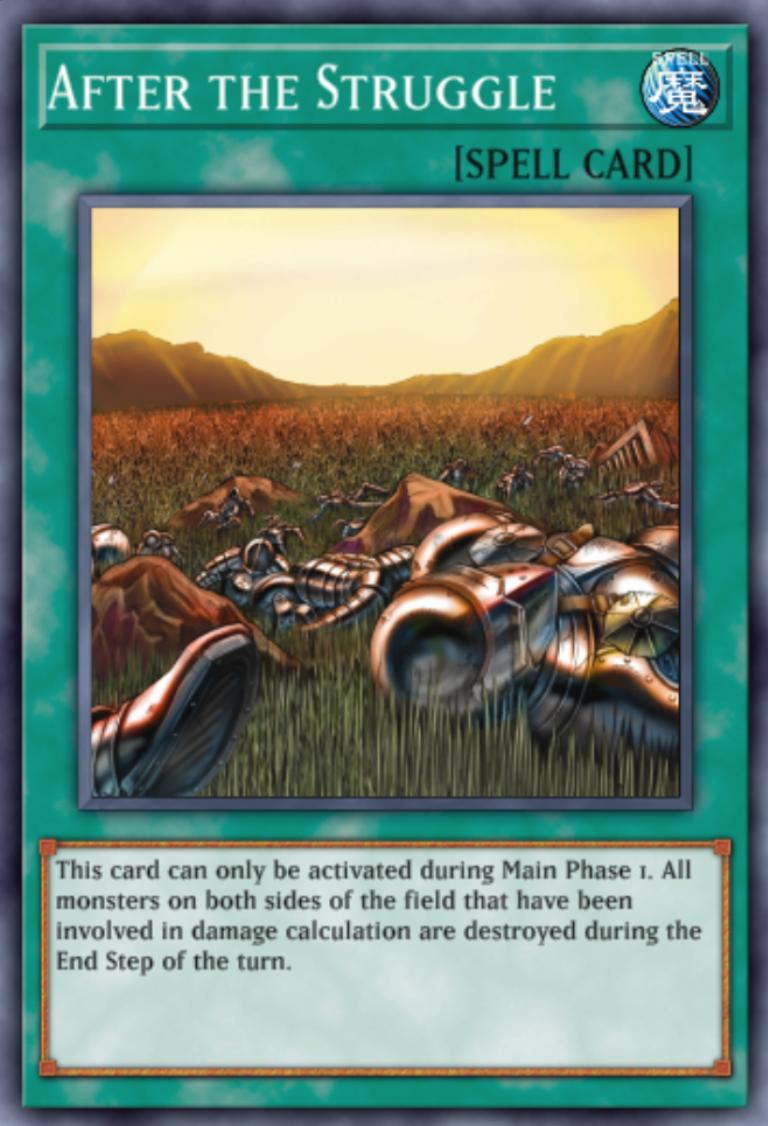 AFTER THE STRUGGLE
SPELL
魔
[SPELL CARD]
This card can only be activated during Main Phase 1. All
monsters on both sides of the field that have been
involved in damage calculation are destroyed during the
End Step of the turn.